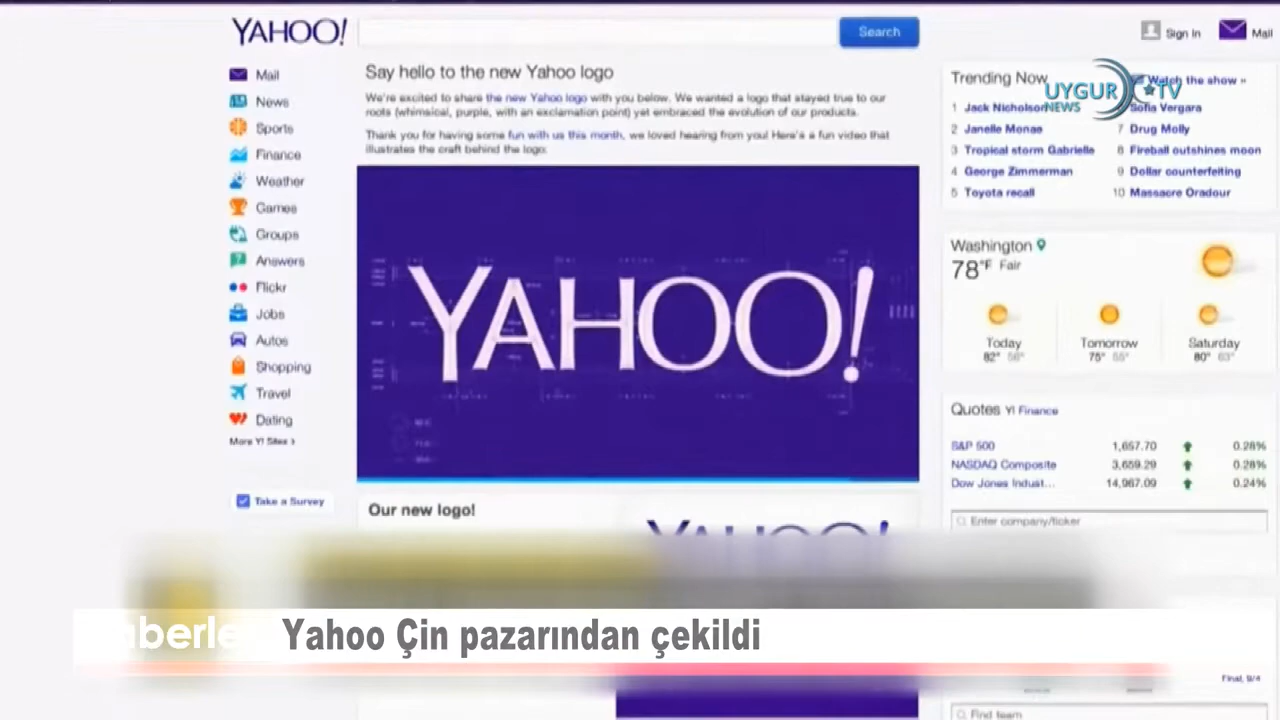 YAHOO!
Search
Sign In
Mail
Mail
News
Sports
Finance
Weather
Games
Groups
Answers
Flickr
Jobs
Autos
Shopping
Travel
Dating
More Y! Sites >
Take a Survey
Say hello to the new Yahoo logo
We're excited to share the new Yahoo logo with you below. We wanted a logo that stayed true to our
roots (whimsical, purple, with an exclamation point) yet embraced the evolution of our products.
Thank you for having some fun with us this month, we loved hearing from you! Here's a fun video that
illustrates the craft behind the logo:
YAHOO!
Our new logo!
YAHOO!
Trending Now
Watch the show »
UYGUR TV
NEWS
1 Jack Nicholson
2 Janelle Monae
3 Tropical storm Gabrielle
4 George Zimmerman
5 Toyota recall
Sofia Vergara
7 Drug Molly
8 Fireball outshines moon
9 Dollar counterfeiting
10 Massacre Oradour
Washington
78°F Fair
Today
82° 56°
Tomorrow
75° 55°
Saturday
80° 63°
Quotes Y! Finance
S&P 500 1,657.70 0.28%
NASDAQ Composite 3,659.29 0.28%
Dow Jones Indust... 14,967.09 0.24%
Enter company/ticker
Haberler Yahoo Çin pazarından çekildi
Final, 9/4
Find team